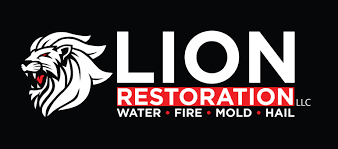 LION
RESTORATION LLC
WATER • FIRE • MOLD • HAIL